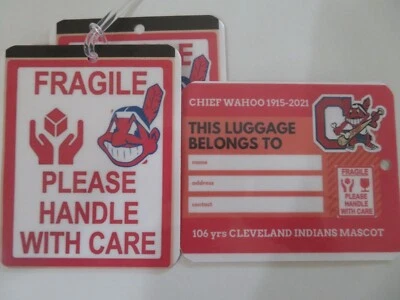 FRAGILE
PLEASE
HANDLE
WITH CARE
CHIEF WAHOO 1915-2021
THIS LUGGAGE
BELONGS TO
name
address
contact
FRAGILE
PLEASE
HANDLE
WITH CARE
106 yrs CLEVELAND INDIANS MASCOT